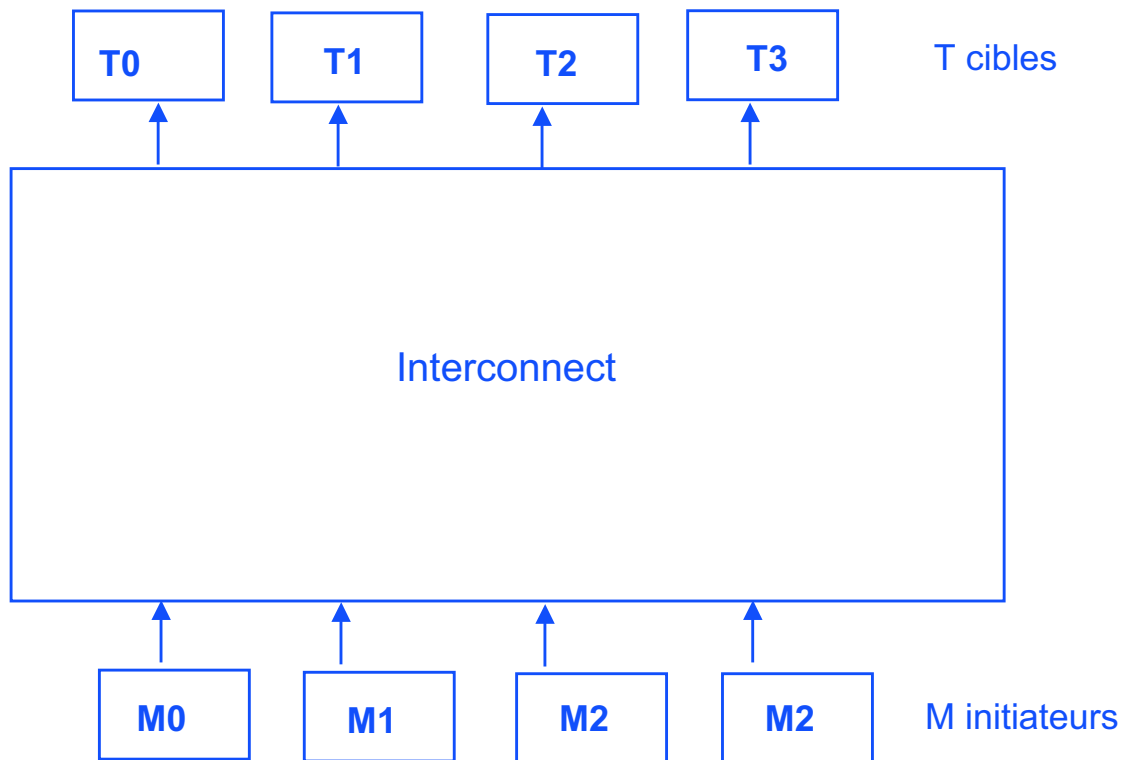 T0
T1
T2
T3
T cibles
Interconnect
M0
M1
M2
M2
M initiateurs